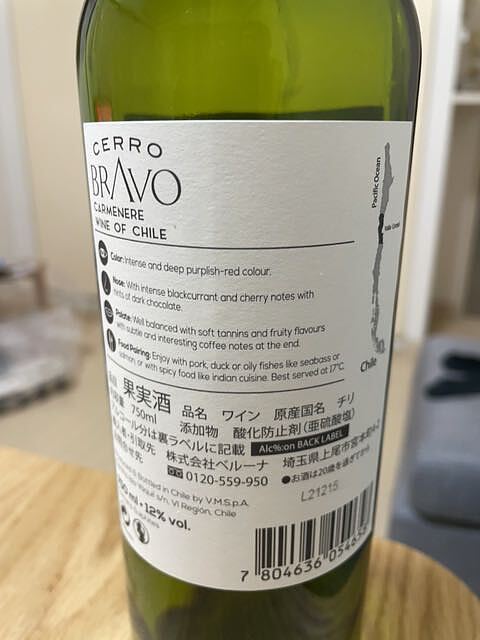 CERRO
BRAVO
CARMENERE
WINE OF CHILE
Pacific Ocean
Chile
Color: Intense and deep purplish-red colour.
Nose: With intense blackcurrant and cherry notes with
hints of dark chocolate.
Palate: Well balanced with soft tannins and fruity flavours
with subtle and interesting coffee notes at the end.
Food Pairing: Enjoy with pork, duck or oily fishes like seabass or
salmon or with spicy food like indian cuisine. Best served at 17°C.
果実酒 品名 ワイン 原産国名 チリ
750ml 添加物 酸化防止剤(亜硫酸塩)
コール分は裏ラベルに記載 Alc%:on BACK LABEL
株式会社ベルーナ 埼玉県上尾市宮本町4-2
0120-559-950 ●お酒は20歳を過ぎてから
Bottled in Chile by V.M.S.p.A.
s/n, VI Región, Chile
ml • 12% vol.
L21215
7 804636 05465